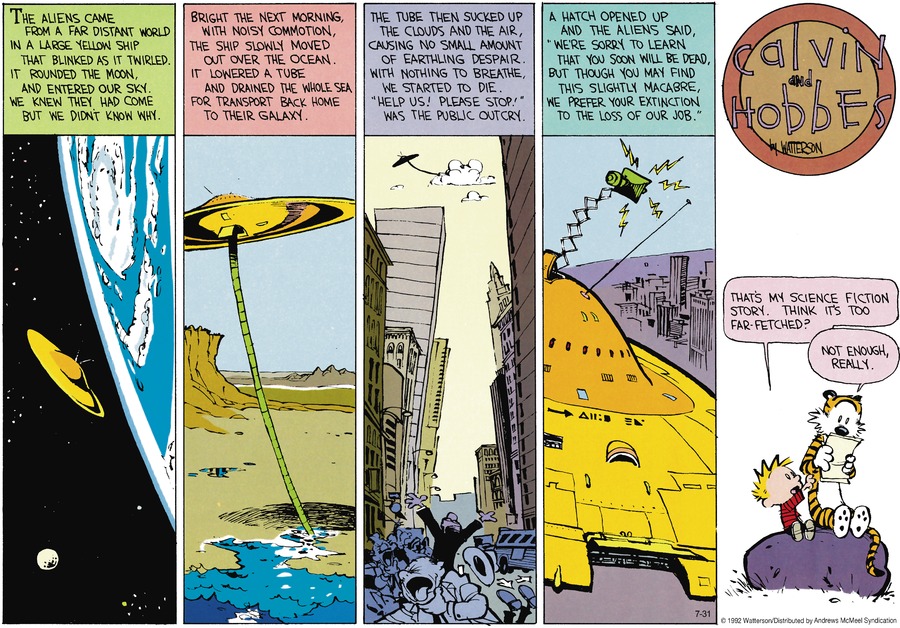 THE ALIENS CAME
FROM A FAR DISTANT WORLD
IN A LARGE YELLOW SHIP
THAT BLINKED AS IT TWIRLED.
IT ROUNDED THE MOON,
AND ENTERED OUR SKY.
WE KNEW THEY HAD COME
BUT WE DIDN'T KNOW WHY.
BRIGHT THE NEXT MORNING,
WITH NOISY COMMOTION,
THE SHIP SLOWLY MOVED
OUT OVER THE OCEAN.
IT LOWERED A TUBE
AND DRAINED THE WHOLE SEA
FOR TRANSPORT BACK HOME
TO THEIR GALAXY.
THE TUBE THEN SUCKED UP
THE CLOUDS AND THE AIR,
CAUSING NO SMALL AMOUNT
OF EARTHLING DESPAIR.
WITH NOTHING TO BREATHE,
WE STARTED TO DIE.
"HELP US! PLEASE STOP!"
WAS THE PUBLIC OUTCRY.
A HATCH OPENED UP
AND THE ALIENS SAID,
"WE'RE SORRY TO LEARN
THAT YOU SOON WILL BE DEAD,
BUT THOUGH YOU MAY FIND
THIS SLIGHTLY MACABRE,
WE PREFER YOUR EXTINCTION
TO THE LOSS OF OUR JOB."
7-31
calvin
and
HobbEs
by WATTERSON
THAT'S MY SCIENCE FICTION
STORY. THINK IT'S TOO
FAR-FETCHED?
NOT ENOUGH,
REALLY.
© 1992 Watterson/Distributed by Andrews McMeel Syndication